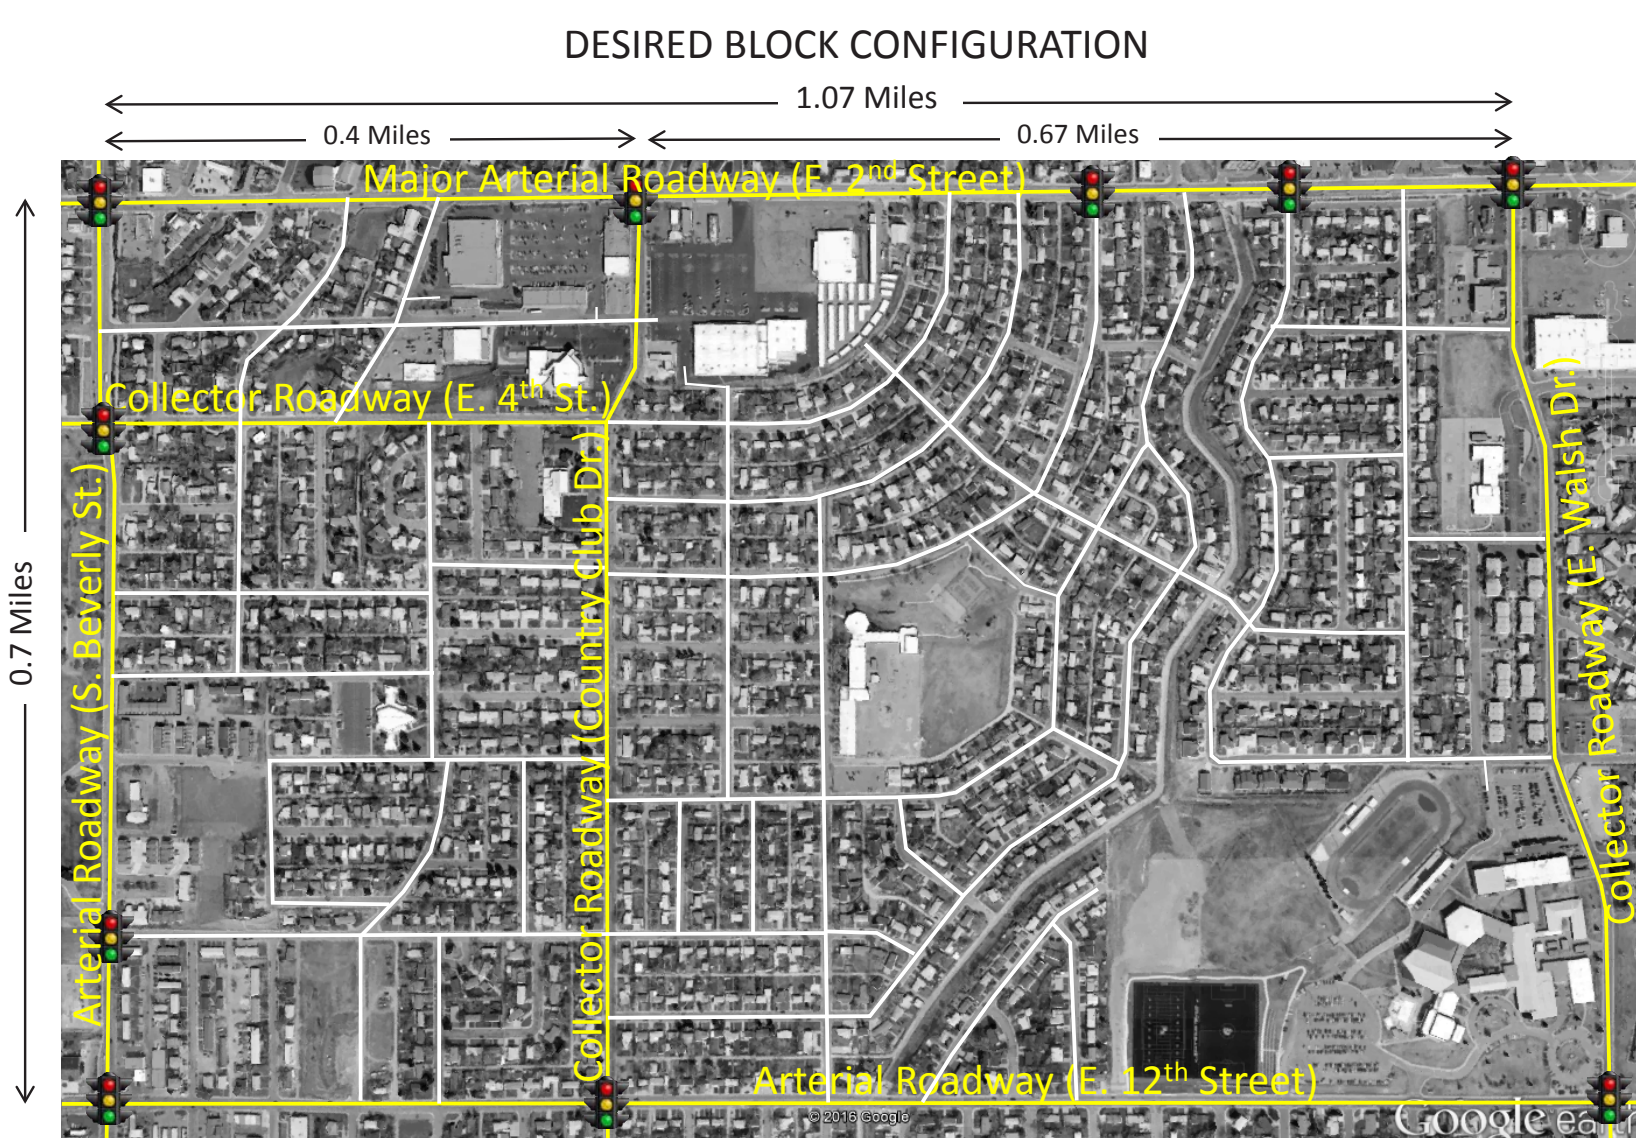 DESIRED BLOCK CONFIGURATION
1.07 Miles
0.4 Miles
0.67 Miles
Major Arterial Roadway (E. 2nd Street)
Collector Roadway (E. 4th St.)
0.7 Miles
Arterial Roadway (S. Beverly St.)
Collector Roadway (Country Club Dr.)
Collector Roadway (E. Walsh Dr.)
Arterial Roadway (E. 12th Street)
© 2016 Google
Google earth